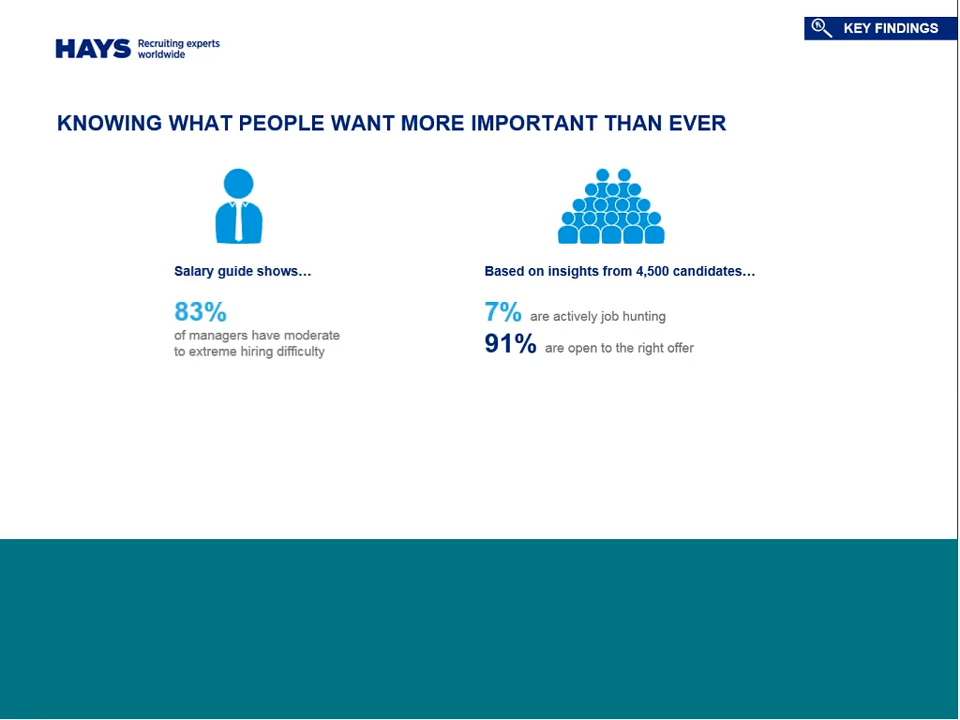 KEY FINDINGS
HAYS Recruiting experts
worldwide
KNOWING WHAT PEOPLE WANT MORE IMPORTANT THAN EVER
Salary guide shows…
83%
of managers have moderate
to extreme hiring difficulty
Based on insights from 4,500 candidates…
7% are actively job hunting
91% are open to the right offer